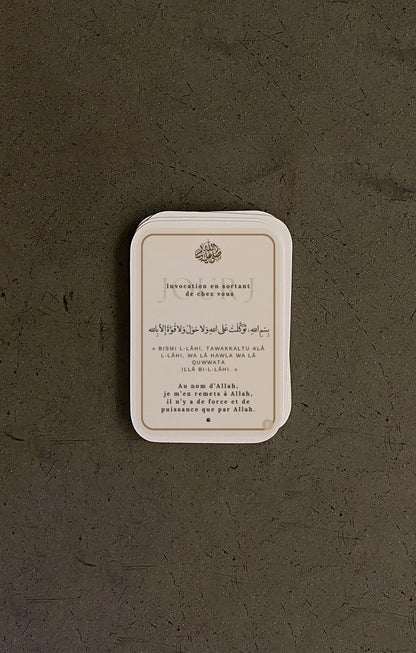 JOUR J
Invocation en sortant
de chez vous
بِسْمِ اللهِ، تَوَكَّلْتُ عَلَى اللهِ وَلَا حَوْلَ وَلَا قُوَّةَ إِلَّا بِاللهِ
« BISMI L-LÂHI, TAWAKKALTU ALÂ
L-LÂHI, WA LÂ HAWLA WA LÂ
QUWWATA
ILLÂ BI-L-LÂHI. »
Au nom d'Allah,
je m'en remets à Allah,
il n'y a de force et de
puissance que par Allah.